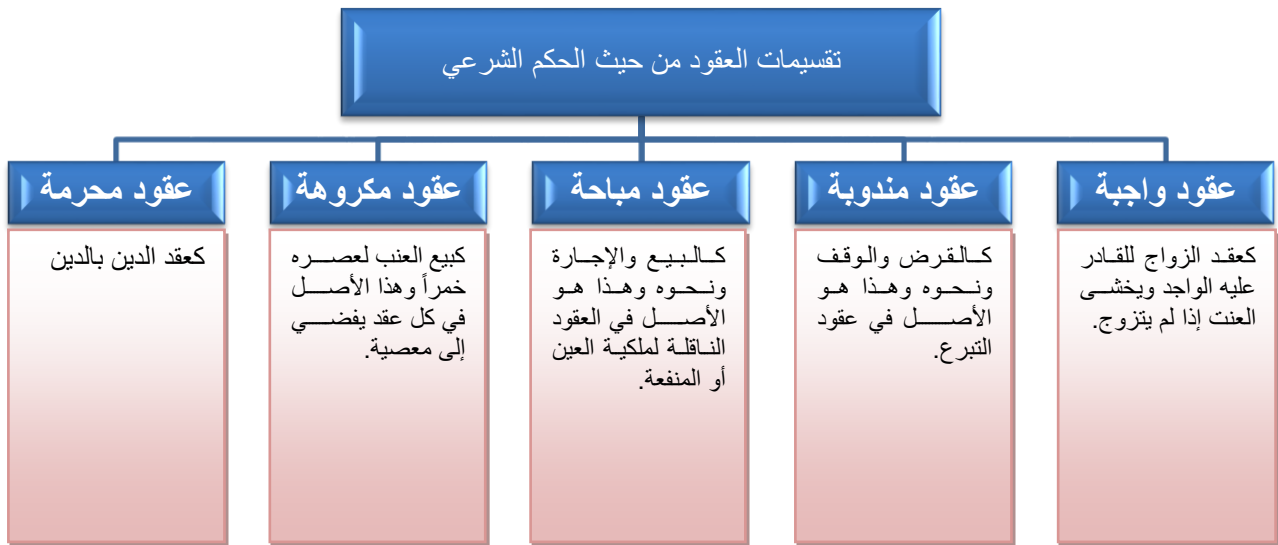 تقسيمات العقود من حيث الحكم الشرعي
عقود واجبة
كعقد الزواج للقادر
عليه الواجد ويخشى
العنت إذا لم يتزوج.
عقود مندوبة
كالقرض والوقف
ونحوه وهذا هو
الأصل في عقود
التبرع.
عقود مباحة
كالبيع والإجارة
ونحوه وهذا هو
الأصل في العقود
الناقلة لملكية العين
أو المنفعة.
عقود مكروهة
كبيع العنب لعصره
خمراً وهذا الأصل
في كل عقد يفضي
إلى معصية.
عقود محرمة
كعقد الدين بالدين